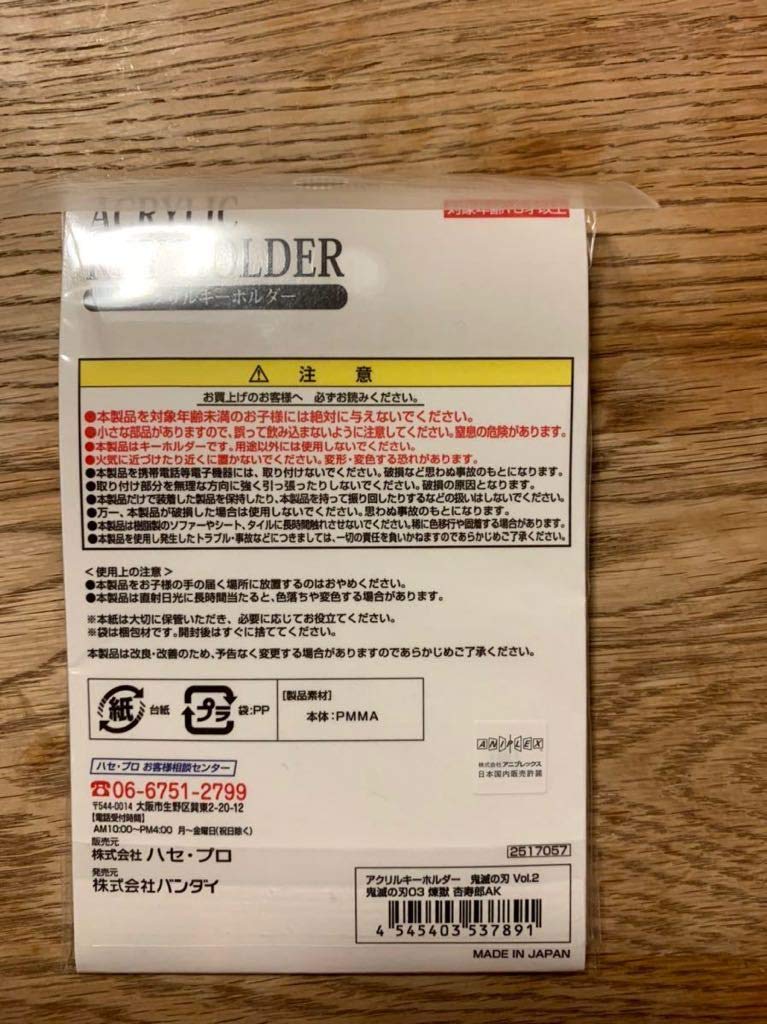 ACRYLIC
対象年齢15才以上
KEY HOLDER
アクリルキーホルダー
注 意
お買上げのお客様へ 必ずお読みください。
●本製品を対象年齢未満のお子様には絶対に与えないでください。
●小さな部品がありますので、誤って飲み込まないように注意してください。窒息の危険があります。
●本製品はキーホルダーです。用途以外には使用しないでください。
●火気に近づけたり近くに置かないでください。変形・変色する恐れがあります。
●本製品を携帯電話等電子機器には、取り付けないでください。破損など思わぬ事故のもとになります。
●取り付け部分を無理な方向に強く引っ張ったりしないでください。破損の原因となります。
●本製品だけで装着した製品を保持したり、本製品を持って振り回したりするなどの扱いはしないでください。
●万一、本製品が破損した場合は使用しないでください。思わぬ事故のもとになります。
●本製品は樹脂製のソファーやシート、タイルに長時間触れさせないでください。稀に色移行や固着する場合があります。
●本製品を使用し発生したトラブル・事故などにつきましては、一切の責任を負いかねますのであらかじめご了承ください。
<使用上の注意>
●本製品をお子様の手の届く場所に放置するのはおやめください。
●本製品は直射日光に長時間当たると、色落ちや変色する場合があります。
※本紙は大切に保管いただき、必要に応じてお役立てください。
※袋は梱包材です。開封後はすぐに捨ててください。
本製品は改良・改善のため、予告なく変更する場合がありますのであらかじめご了承ください。
紙 台紙 プラ 袋:PP
[製品素材]
本体:PMMA
ANIPLEX
株式会社アニプレックス
日本国内販売許諾
ハセ・プロ お客様相談センター
☎06-6751-2799
〒544-0014 大阪市生野区巽東2-20-12
【電話受付時間】
AM10:00〜PM4:00 月〜金曜日(祝日除く)
販売元
株式会社 ハセ・プロ
発売元
株式会社バンダイ
2517057
アクリルキーホルダー 鬼滅の刃 Vol.2
鬼滅の刃03 煉獄 杏寿郎AK
4 545403 537891
MADE IN JAPAN